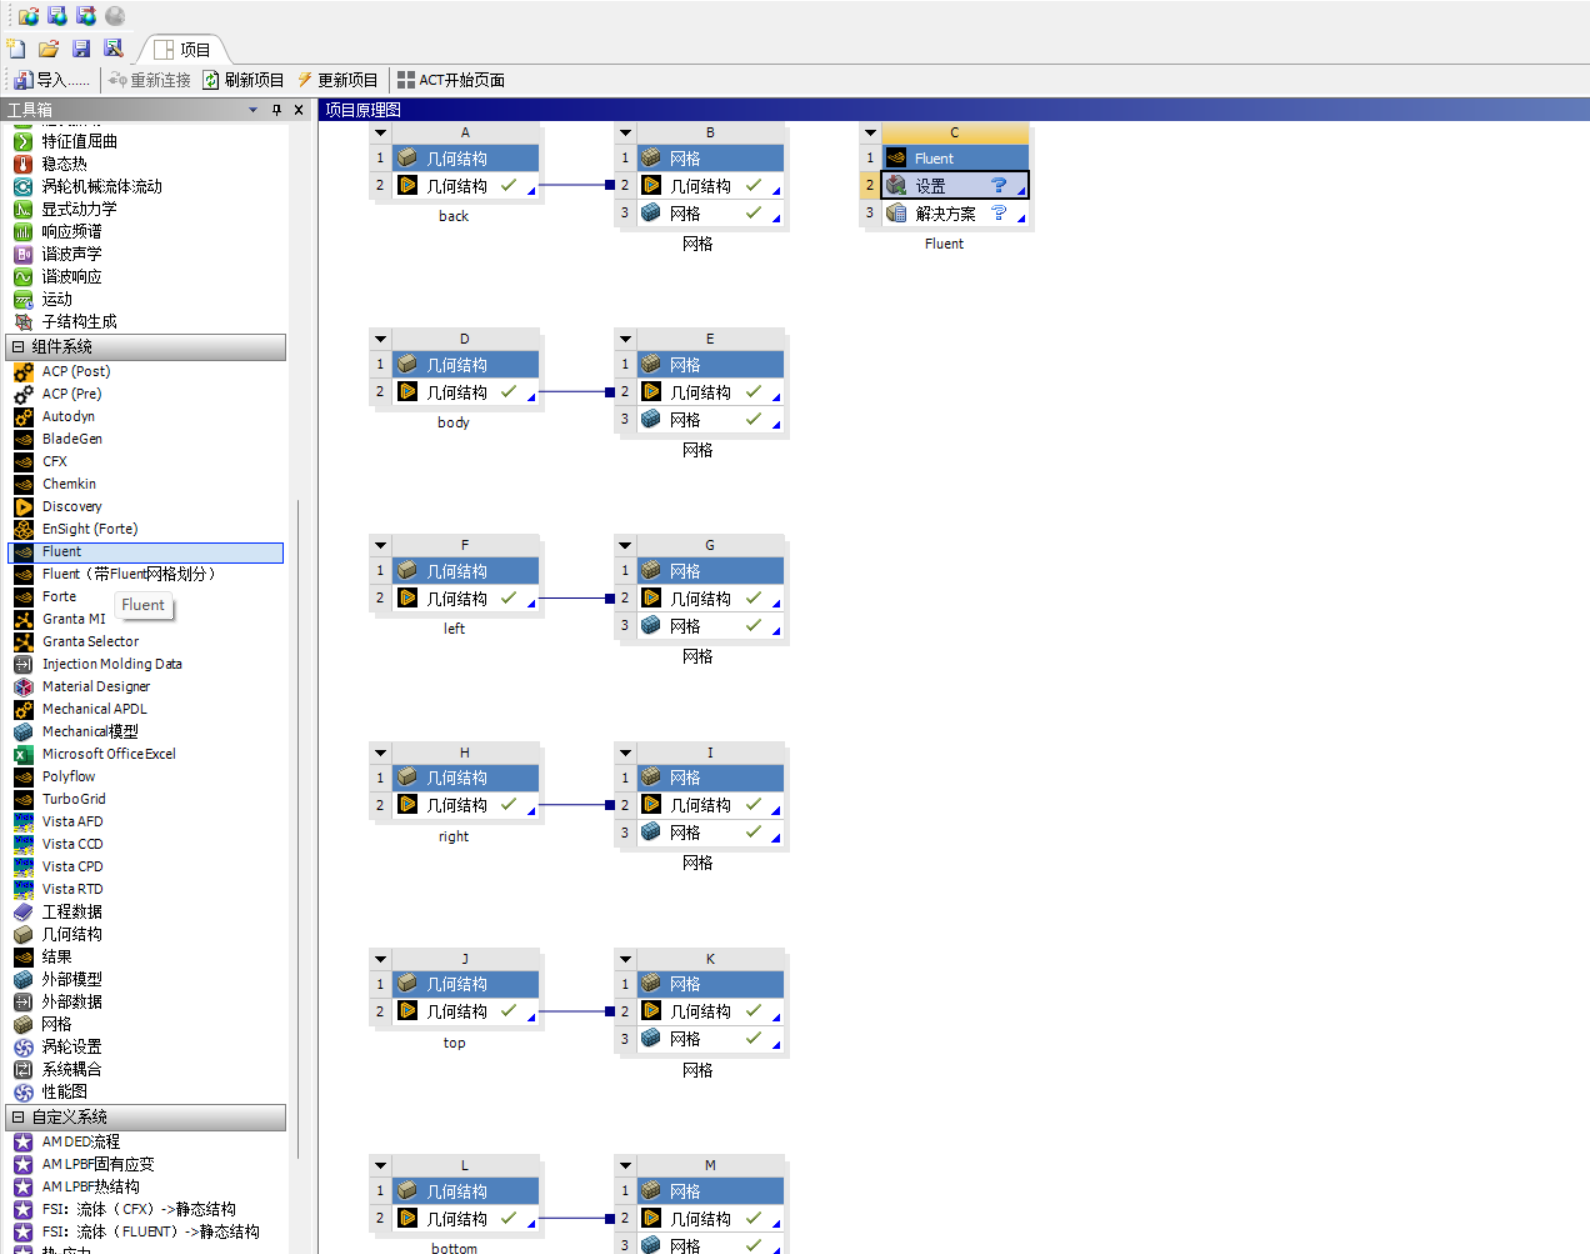 项目
导入......
重新连接
刷新项目
更新项目
ACT开始页面
工具箱
特征值屈曲
稳态热
涡轮机械流体流动
显式动力学
响应频谱
谐波声学
谐波响应
运动
子结构生成
组件系统
ACP (Post)
ACP (Pre)
Autodyn
BladeGen
CFX
Chemkin
Discovery
EnSight (Forte)
Fluent
Fluent（带Fluent网格划分）
Forte
Fluent
Granta MI
Granta Selector
Injection Molding Data
Material Designer
Mechanical APDL
Mechanical模型
Microsoft Office Excel
Polyflow
TurboGrid
Vista AFD
Vista CCD
Vista CPD
Vista RTD
工程数据
几何结构
结果
外部模型
外部数据
网格
涡轮设置
系统耦合
性能图
自定义系统
AM DED流程
AM LPBF固有应变
AM LPBF热结构
FSI：流体（CFX）->静态结构
FSI：流体（FLUENT）->静态结构
项目原理图
A
1 几何结构
2 几何结构
back
B
1 网格
2 几何结构
3 网格
网格
C
1 Fluent
2 设置 ?
3 解决方案 ?
Fluent
D
1 几何结构
2 几何结构
body
E
1 网格
2 几何结构
3 网格
网格
F
1 几何结构
2 几何结构
left
G
1 网格
2 几何结构
3 网格
网格
H
1 几何结构
2 几何结构
right
I
1 网格
2 几何结构
3 网格
网格
J
1 几何结构
2 几何结构
top
K
1 网格
2 几何结构
3 网格
网格
L
1 几何结构
2 几何结构
bottom
M
1 网格
2 几何结构
3 网格